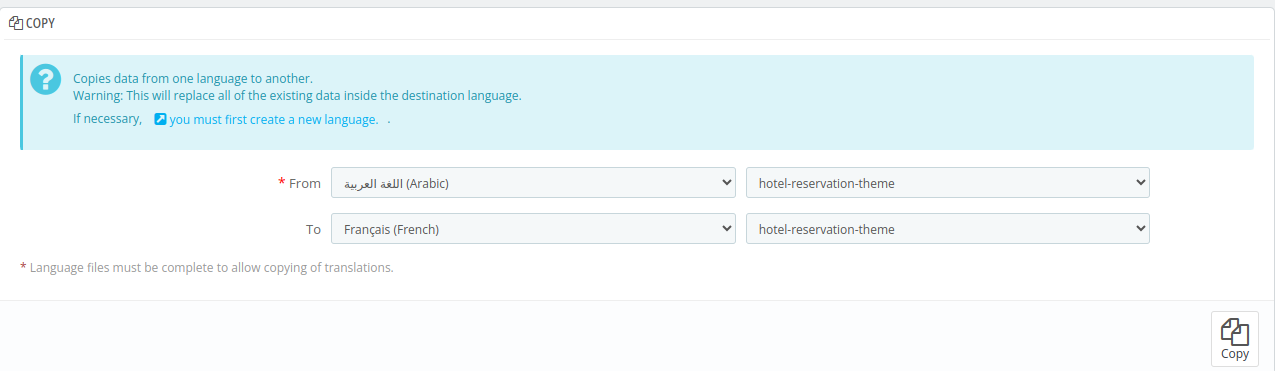 COPY
Copies data from one language to another.
Warning: This will replace all of the existing data inside the destination language.
If necessary, you must first create a new language. .
* From اللغة العربية (Arabic) hotel-reservation-theme
To Français (French) hotel-reservation-theme
* Language files must be complete to allow copying of translations.
Copy